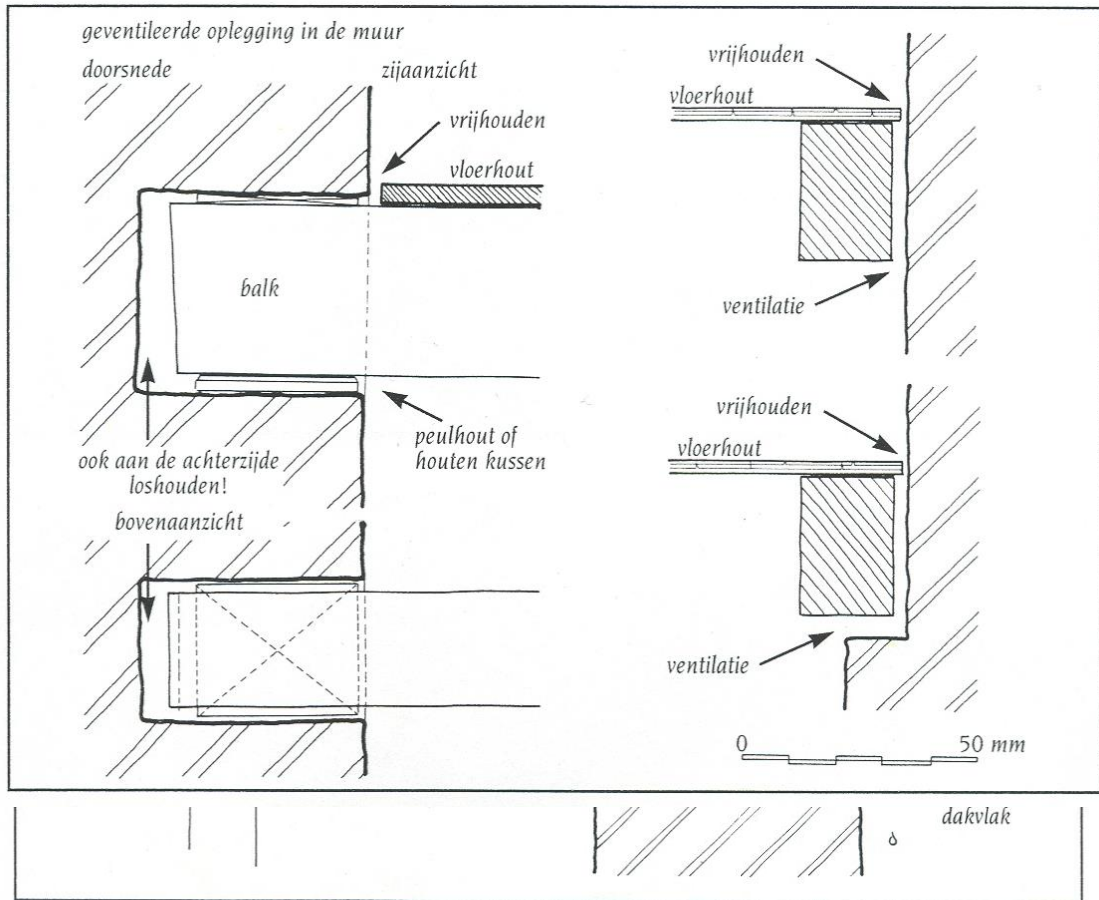 geventileerde oplegging in de muur
doorsnede
zijaanzicht
vrijhouden
vloerhout
balk
peulhout of
houten kussen
ook aan de achterzijde
loshouden!
bovenaanzicht
vrijhouden
vloerhout
ventilatie
vrijhouden
vloerhout
ventilatie
0 50 mm
dakvlak